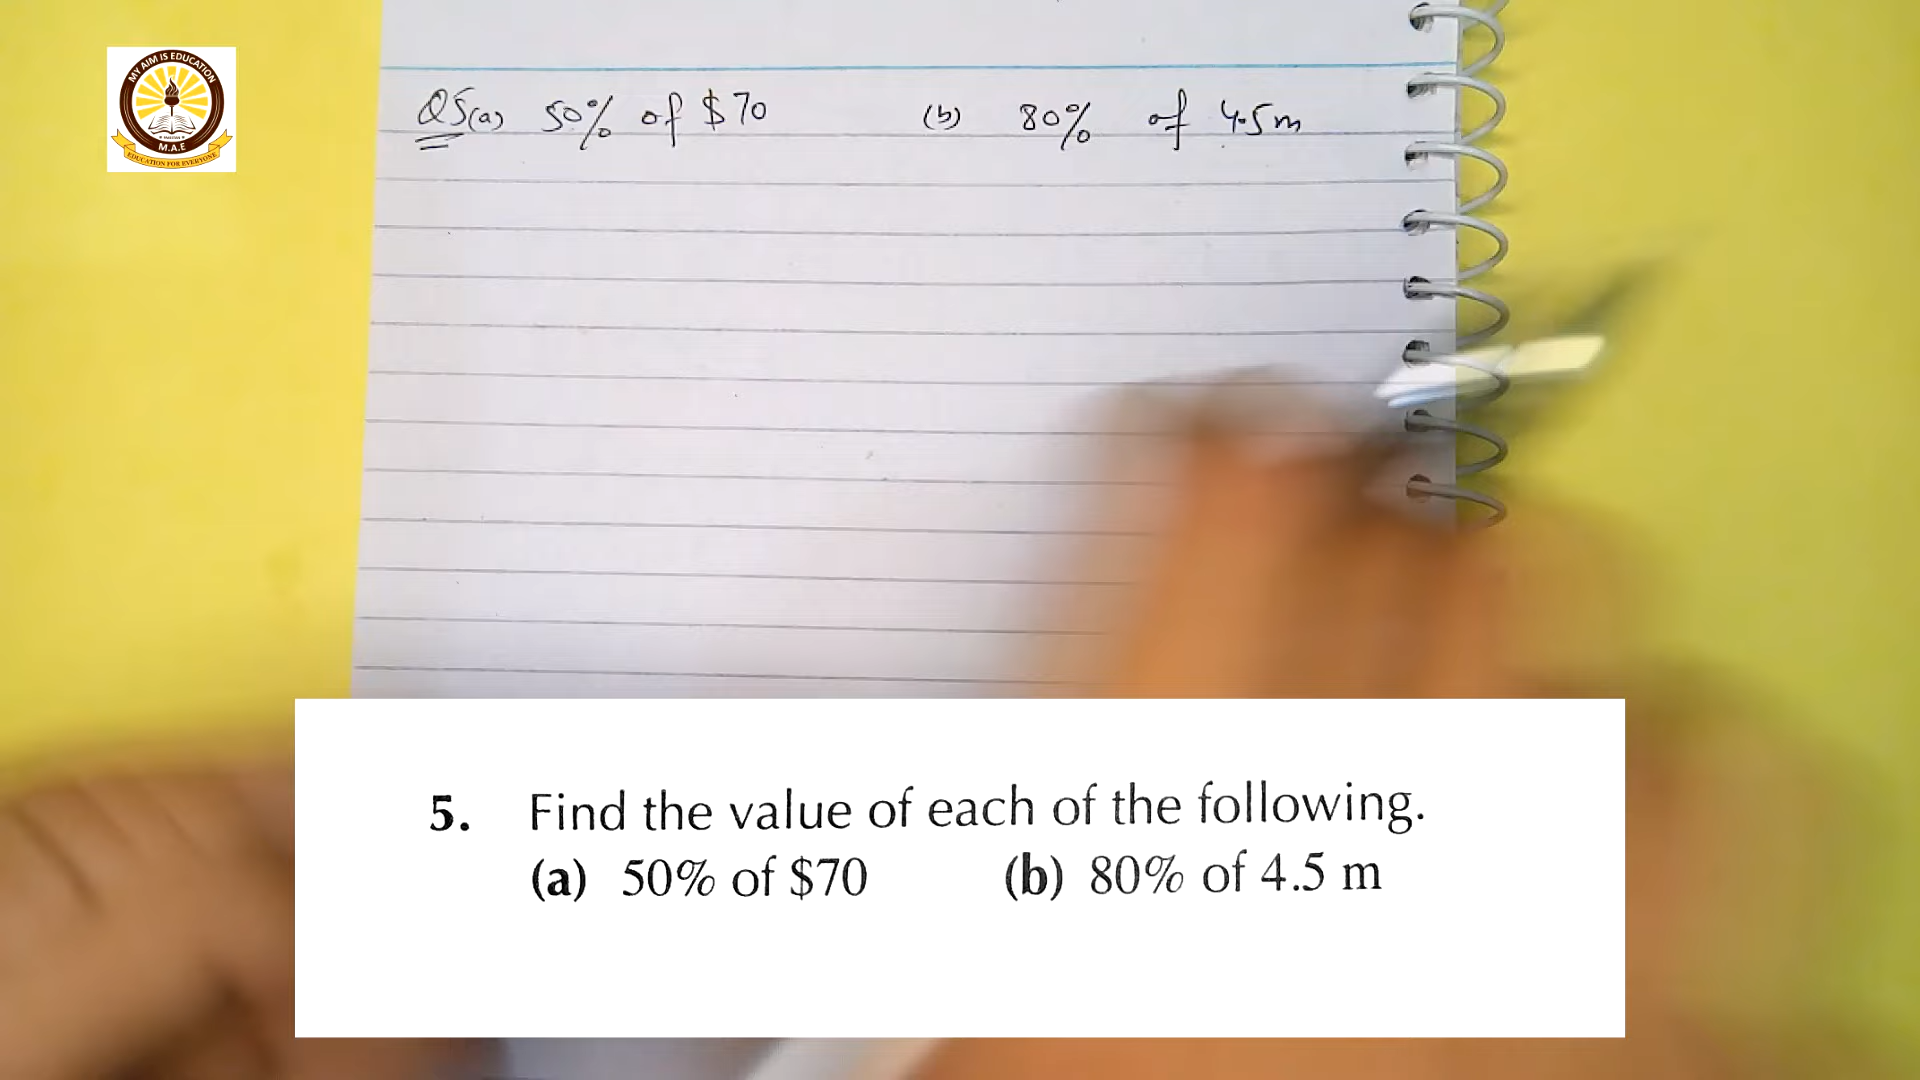 MY AIM IS EDUCATION
M.A.E
EDUCATION FOR EVERYONE
Q5(a) 50% of $70 (b) 80% of 4.5m
5. Find the value of each of the following.
(a) 50% of $70 (b) 80% of 4.5 m